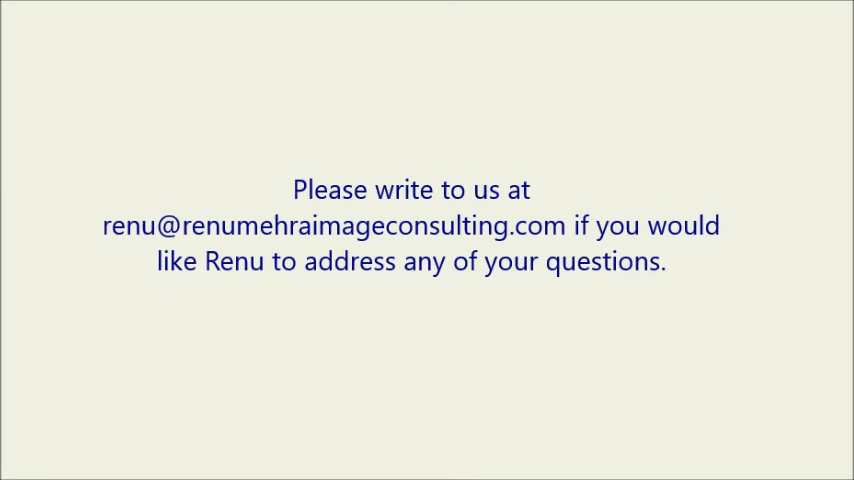 Please write to us at
renu@renumehraimageconsulting.com if you would
like Renu to address any of your questions.